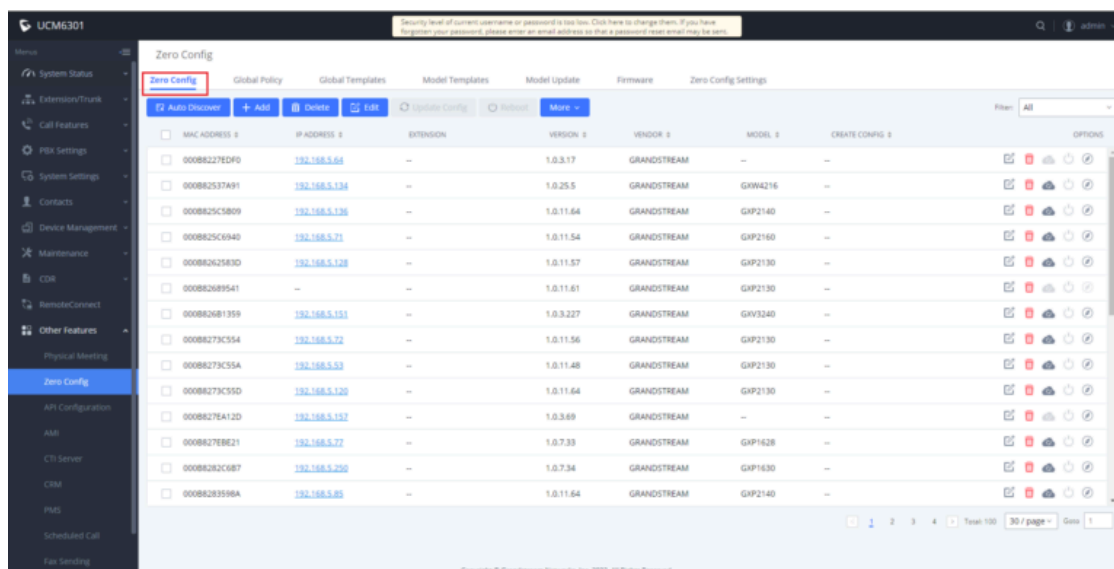 UCM6301
Security level of current username or password is too low. Click here to change them. If you have
forgotten your password, please enter an email address so that a password reset email may be sent.
admin
Menus
System Status
Extension/Trunk
Call Features
PBX Settings
System Settings
Contacts
Device Management
Maintenance
CDR
RemoteConnect
Other Features
Physical Meeting
Zero Config
API Configuration
AMI
CTI Server
CRM
PMS
Scheduled Call
Fax Sending
Zero Config
Zero Config Global Policy Global Templates Model Templates Model Update Firmware Zero Config Settings
Auto Discover + Add Delete Edit Update Config Reboot More Filter: All
MAC ADDRESS IP ADDRESS EXTENSION VERSION VENDOR MODEL CREATE CONFIG OPTIONS
000B8227EDF0 192.168.5.64 -- 1.0.3.17 GRANDSTREAM -- --
000B82537A91 192.168.5.134 -- 1.0.25.5 GRANDSTREAM GXW4216 --
000B825C5B09 192.168.5.136 -- 1.0.11.64 GRANDSTREAM GXP2140 --
000B825C6940 192.168.5.71 -- 1.0.11.54 GRANDSTREAM GXP2160 --
000B8262583D 192.168.5.128 -- 1.0.11.57 GRANDSTREAM GXP2130 --
000B82689541 -- -- 1.0.11.61 GRANDSTREAM GXP2130 --
000B826B1359 192.168.5.151 -- 1.0.3.227 GRANDSTREAM GXV3240 --
000B8273C554 192.168.5.72 -- 1.0.11.56 GRANDSTREAM GXP2130 --
000B8273C55A 192.168.5.53 -- 1.0.11.48 GRANDSTREAM GXP2130 --
000B8273C55D 192.168.5.120 -- 1.0.11.64 GRANDSTREAM GXP2130 --
000B827EA12D 192.168.5.157 -- 1.0.3.69 GRANDSTREAM -- --
000B827EBE21 192.168.5.77 -- 1.0.7.33 GRANDSTREAM GXP1628 --
000B8282C6B7 192.168.5.250 -- 1.0.7.34 GRANDSTREAM GXP1630 --
000B8283598A 192.168.5.85 -- 1.0.11.64 GRANDSTREAM GXP2140 --
1 2 3 4 Total: 100 30 / page Goto 1